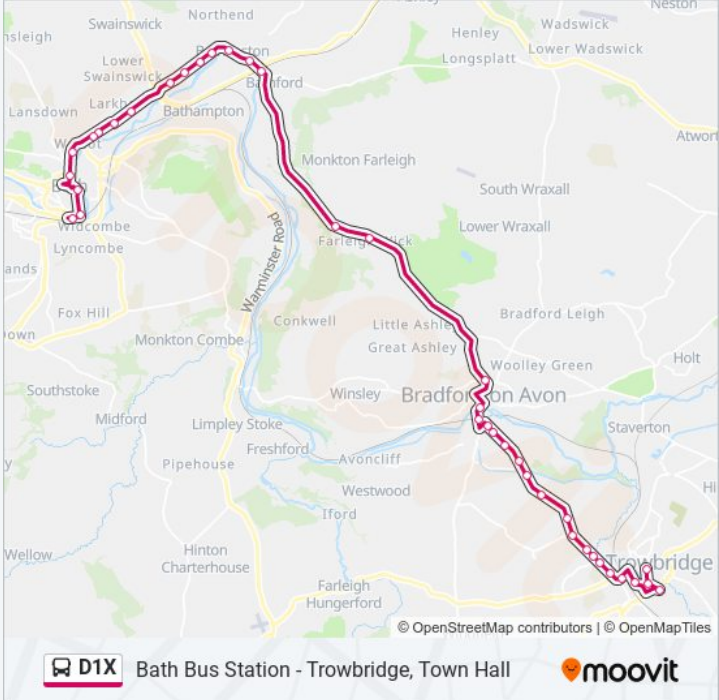 Neston
Northend
Swainswick
Wadswick
Henley
Lower Wadswick
Lower
Swainswick
Longsplatt
Lansdown
Bathampton
Monkton Farleigh
South Wraxall
Lower Wraxall
Widcombe
Lyncombe
Warminster Road
Fox Hill
Conkwell
Bradford Leigh
Great Ashley
Monkton Combe
Woolley Green
Holt
Southstoke
Winsley
Midford
Limpley Stoke
Staverton
Freshford
Avoncliff
Pipehouse
Westwood
Iford
Wellow
Hinton
Charterhouse
Trowbridge
Farleigh
Hungerford
© OpenStreetMap contributors | © OpenMapTiles
D1X Bath Bus Station - Trowbridge, Town Hall moovit